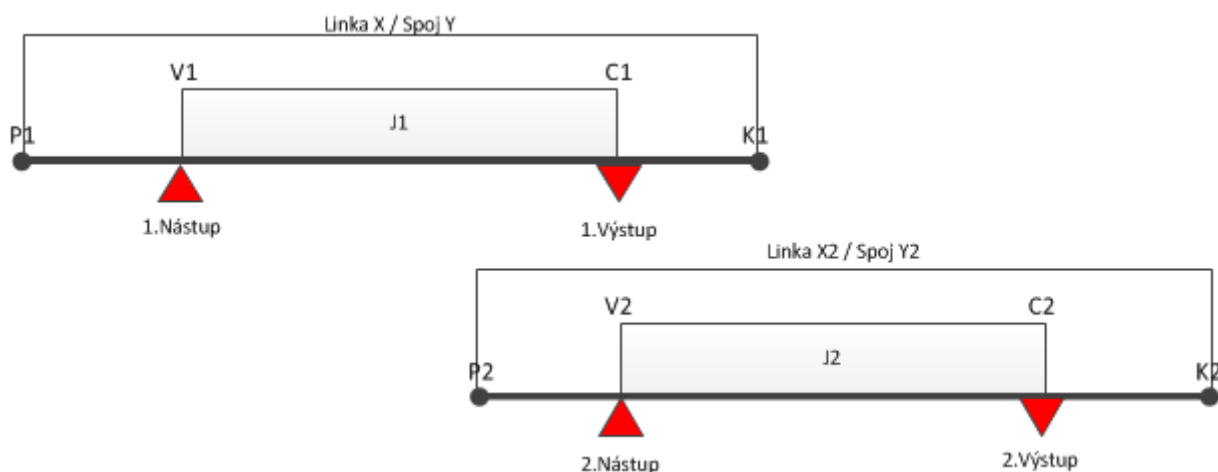 Linka X / Spoj Y
V1
C1
J1
P1
K1
1.Nástup
1.Výstup
Linka X2 / Spoj Y2
V2
C2
J2
P2
K2
2.Nástup
2.Výstup